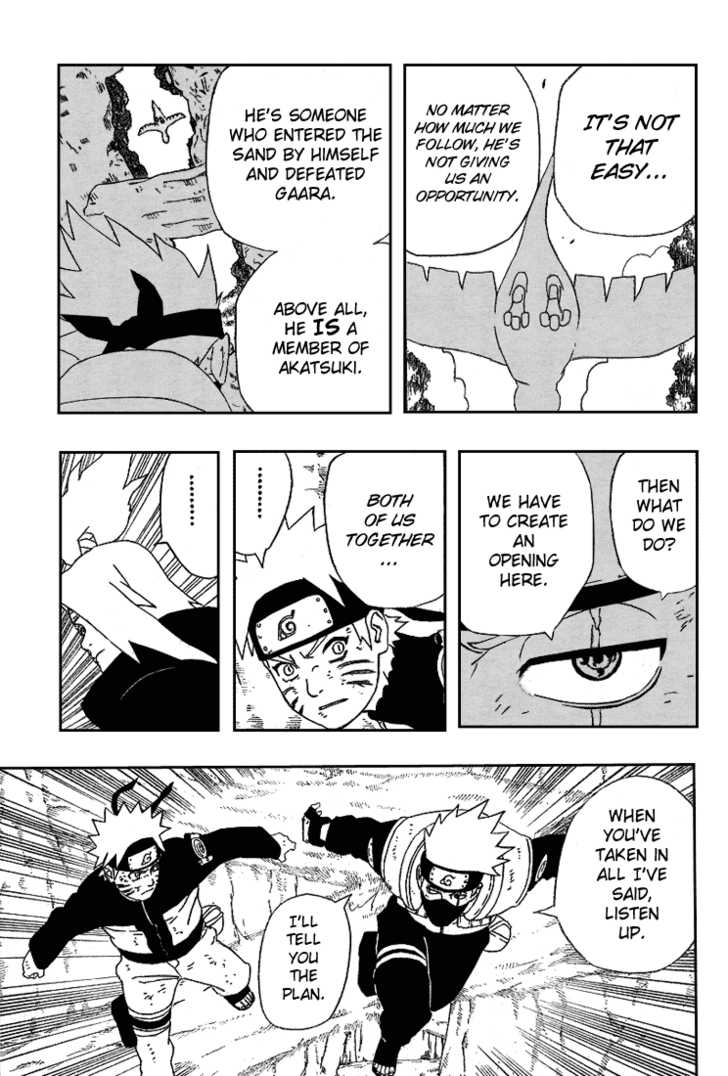 IT'S NOT
THAT
EASY...
NO MATTER
HOW MUCH WE
FOLLOW, HE'S
NOT GIVING
US AN
OPPORTUNITY.
HE'S SOMEONE
WHO ENTERED THE
SAND BY HIMSELF
AND DEFEATED
GAARA.
ABOVE ALL,
HE IS A
MEMBER OF
AKATSUKI.
THEN
WHAT
DO WE
DO?
WE HAVE
TO CREATE
AN
OPENING
HERE.
BOTH
OF US
TOGETHER
...
.........
.........
WHEN
YOU'VE
TAKEN IN
ALL I'VE
SAID,
LISTEN
UP.
I'LL
TELL
YOU
THE
PLAN.